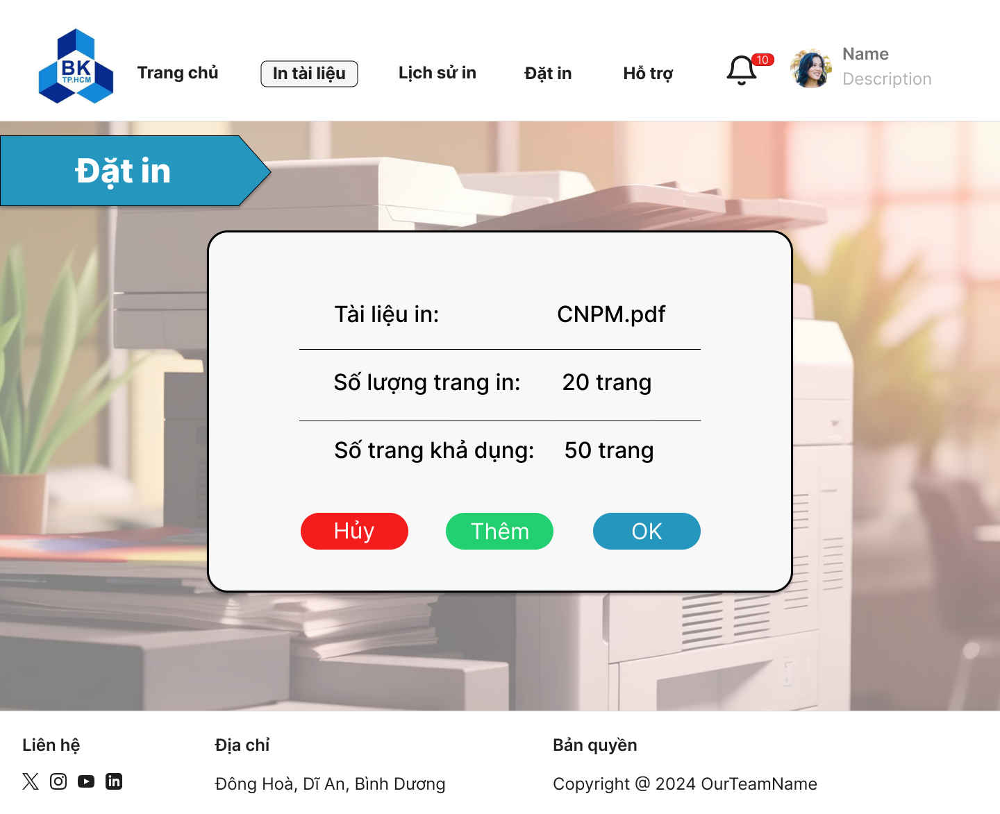 BK
TP.HCM
Trang chủ
In tài liệu
Lịch sử in
Đặt in
Hỗ trợ
10
Name
Description
Đặt in
Tài liệu in: CNPM.pdf
Số lượng trang in: 20 trang
Số trang khả dụng: 50 trang
Hủy
Thêm
OK
Liên hệ
Địa chỉ
Đông Hoà, Dĩ An, Bình Dương
Bản quyền
Copyright @ 2024 OurTeamName